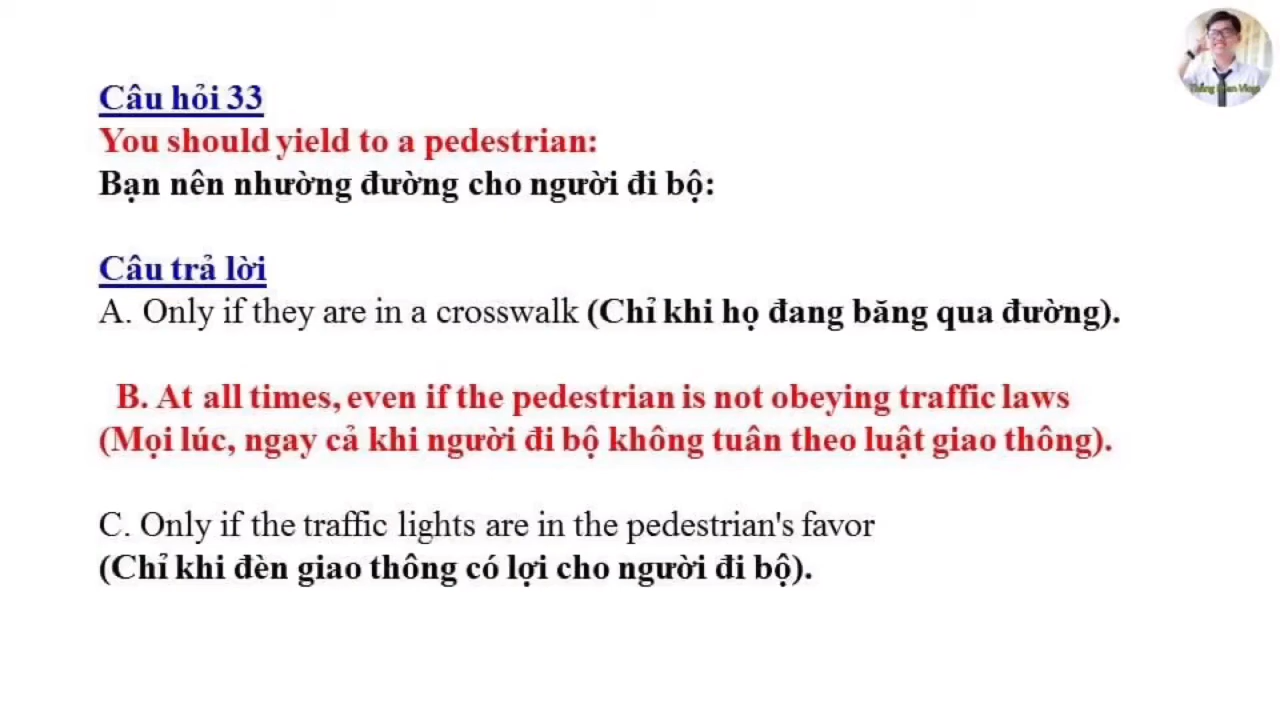 Câu hỏi 33
You should yield to a pedestrian:
Bạn nên nhường đường cho người đi bộ:
Câu trả lời
A. Only if they are in a crosswalk (Chỉ khi họ đang băng qua đường).
B. At all times, even if the pedestrian is not obeying traffic laws
(Mọi lúc, ngay cả khi người đi bộ không tuân theo luật giao thông).
C. Only if the traffic lights are in the pedestrian's favor
(Chỉ khi đèn giao thông có lợi cho người đi bộ).